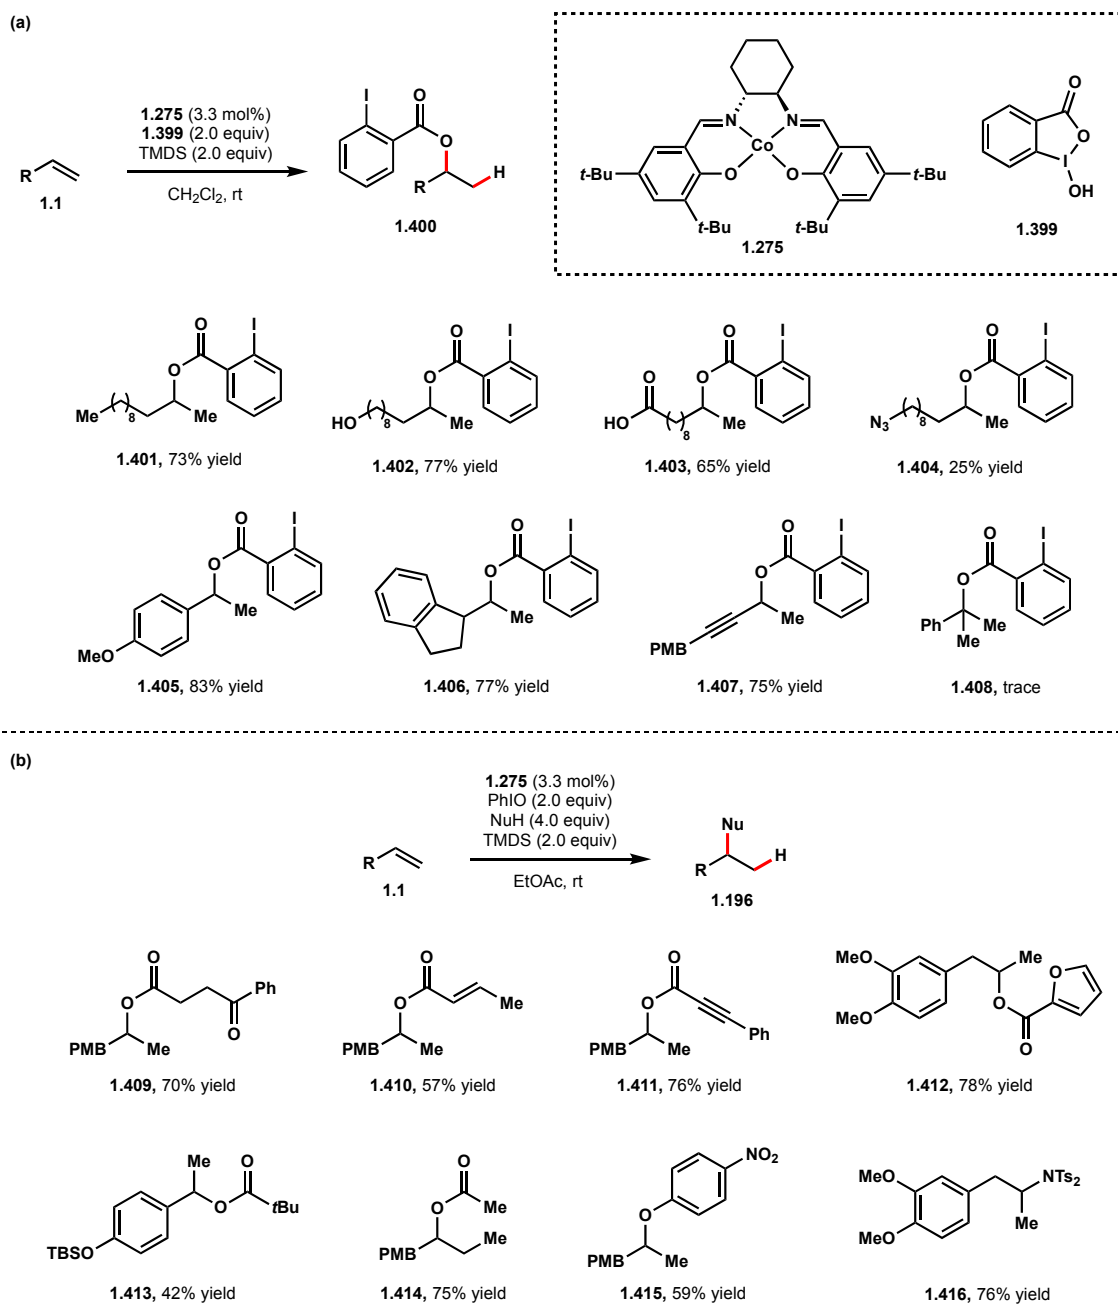 (a)
1.275 (3.3 mol%)
1.399 (2.0 equiv)
TMDS (2.0 equiv)
CH2Cl2, rt
R
1.1
I
O
O
R
H
1.400
N
N
Co
O
O
t-Bu
t-Bu
t-Bu
t-Bu
1.275
O
O
I
OH
1.399
O
I
O
Me
8
Me
1.401, 73% yield
O
I
O
HO
8
Me
1.402, 77% yield
O
I
O
O
HO
8
Me
1.403, 65% yield
O
I
O
N3
8
Me
1.404, 25% yield
O
I
O
Me
MeO
1.405, 83% yield
O
I
O
Me
1.406, 77% yield
O
I
O
Me
PMB
1.407, 75% yield
O
I
O
Ph
Me
Me
1.408, trace
(b)
1.275 (3.3 mol%)
PhIO (2.0 equiv)
NuH (4.0 equiv)
TMDS (2.0 equiv)
EtOAc, rt
R
1.1
Nu
H
R
1.196
O
O
Ph
O
PMB
Me
1.409, 70% yield
O
O
Me
PMB
Me
1.410, 57% yield
O
O
Ph
PMB
Me
1.411, 76% yield
MeO
MeO
Me
O
O
O
1.412, 78% yield
Me
O
O
tBu
TBSO
1.413, 42% yield
O
O
Me
PMB
Me
1.414, 75% yield
NO2
O
PMB
Me
1.415, 59% yield
MeO
MeO
NTs2
Me
1.416, 76% yield